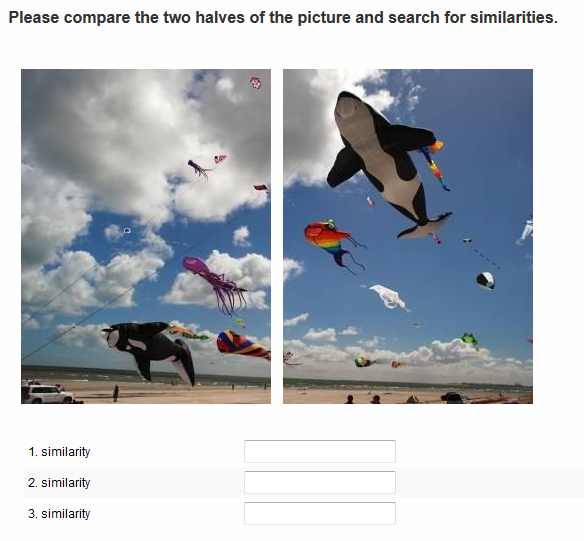 Please compare the two halves of the picture and search for similarities.
1. similarity
2. similarity
3. similarity